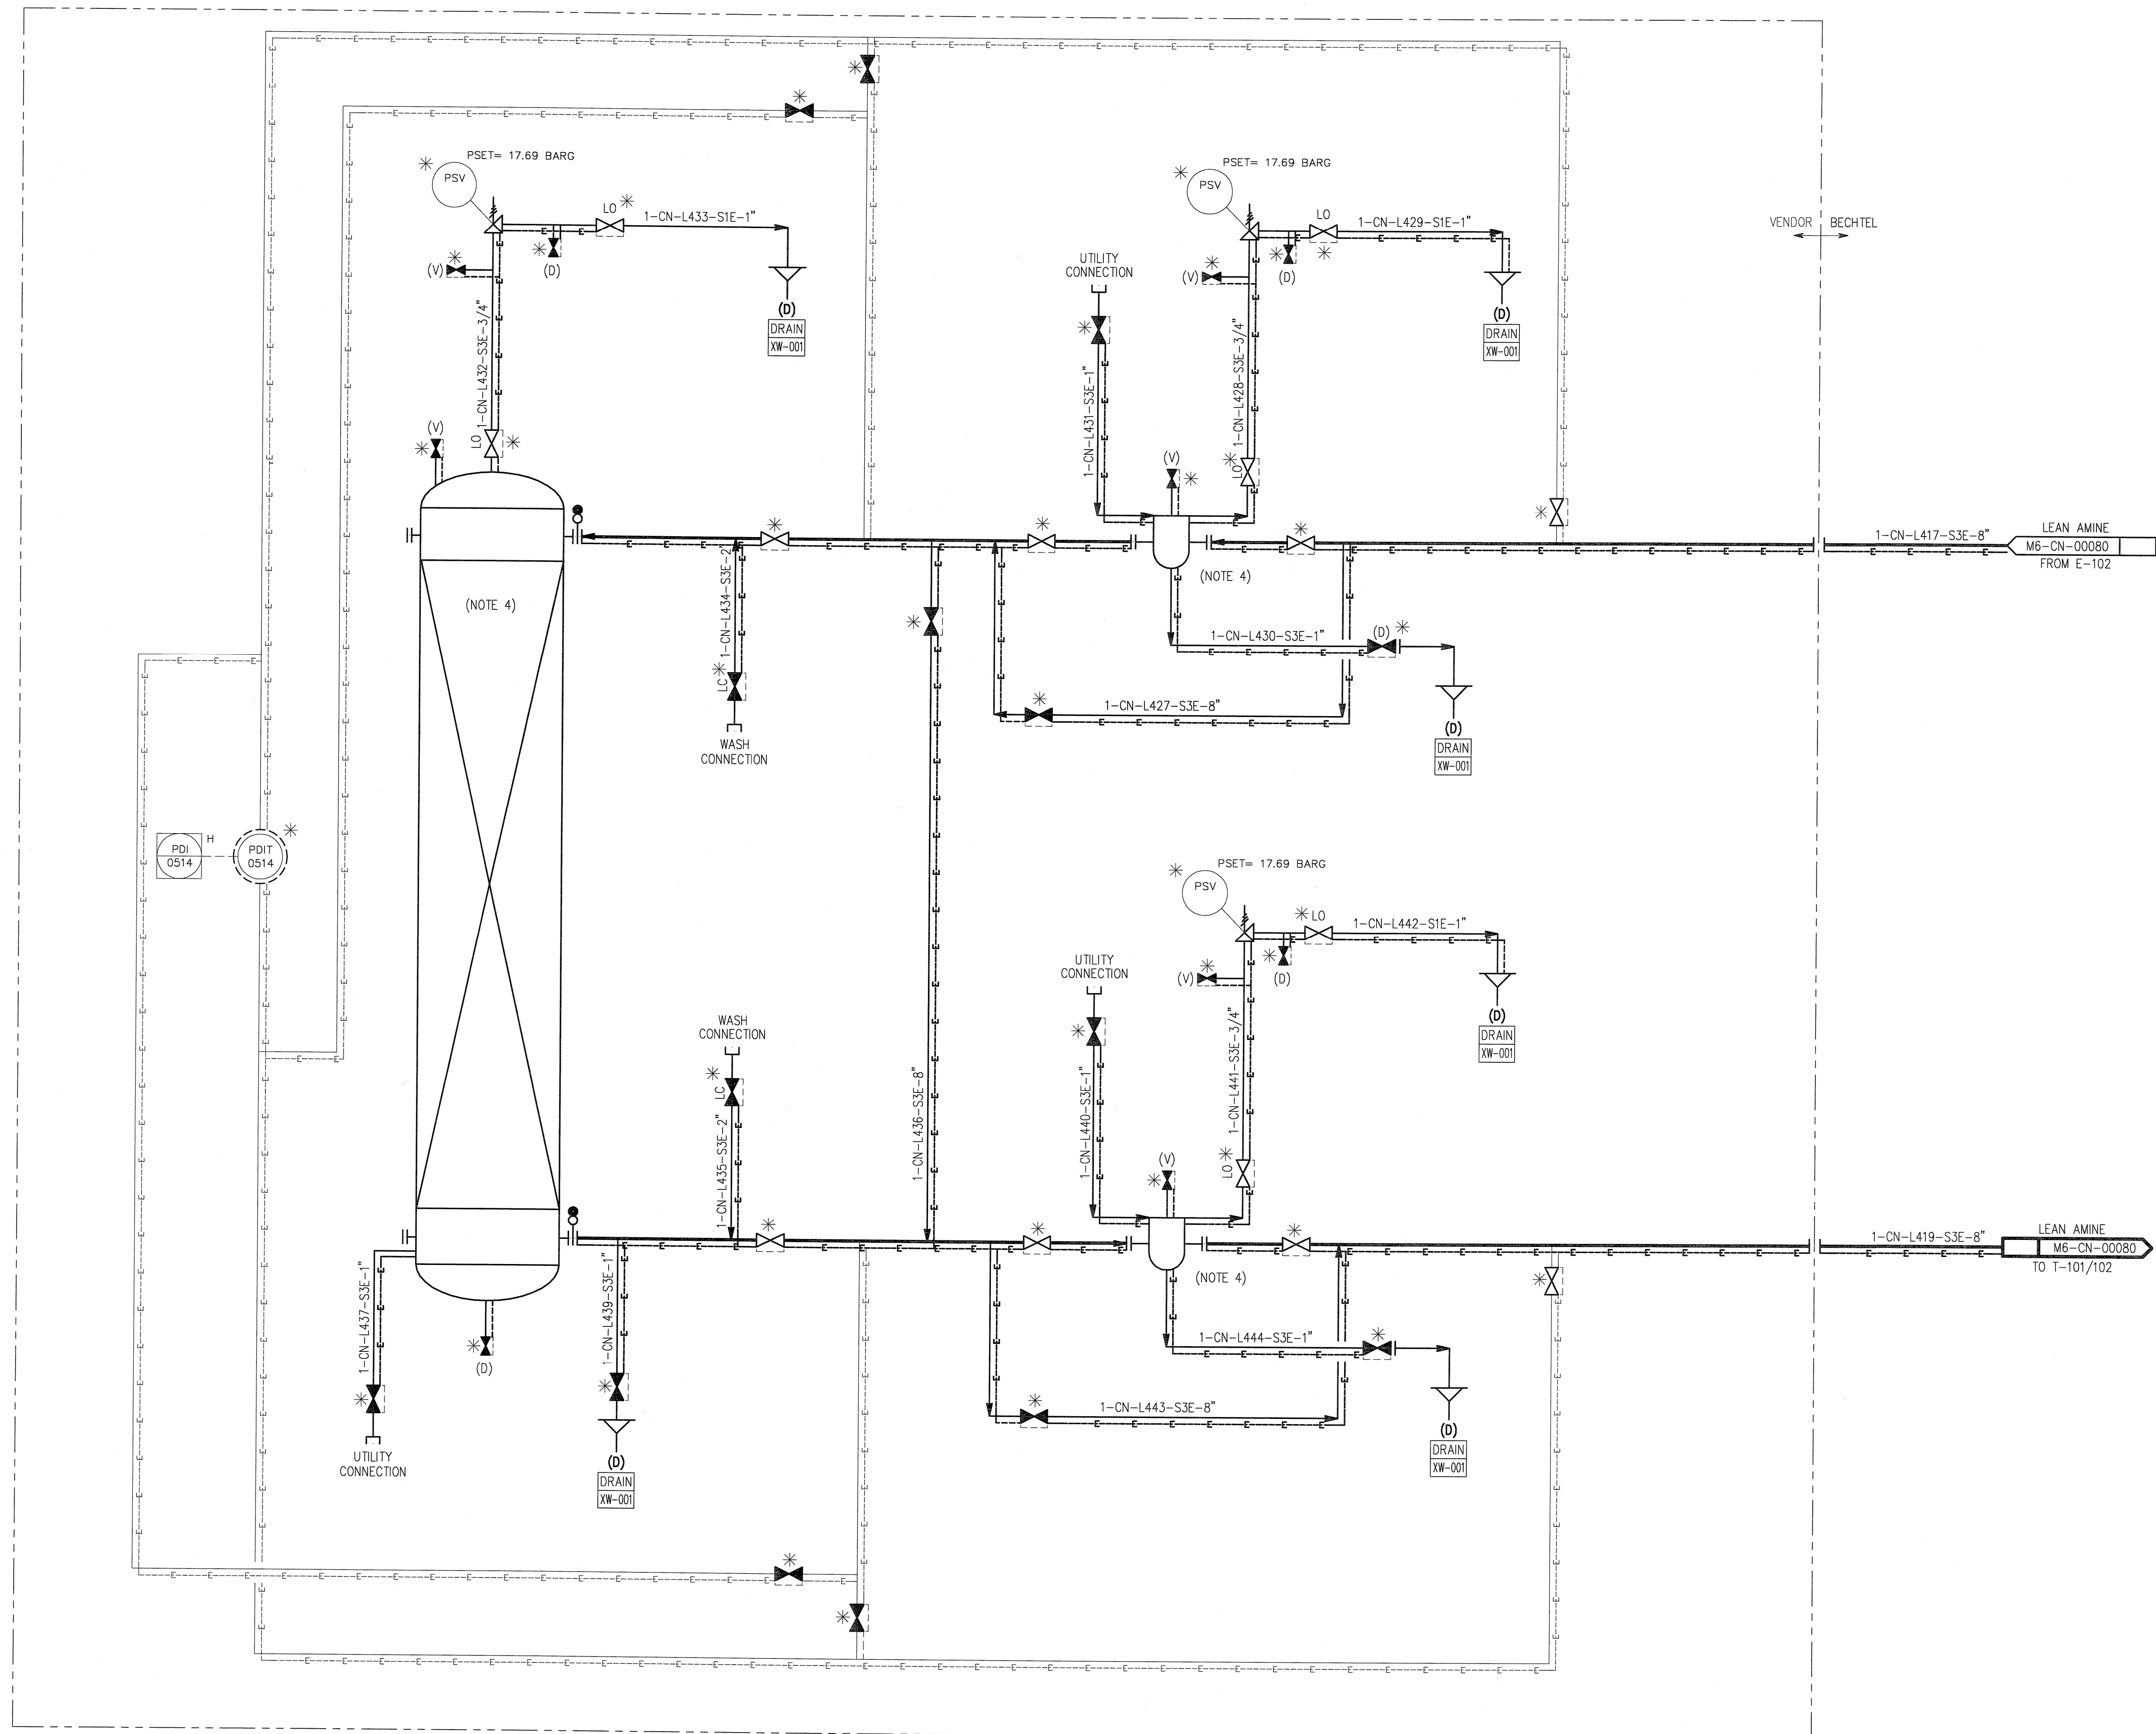 PSET= 17.69 BARG
PSV
LO
1-CN-L433-S1E-1"
(V)
(D)
1-CN-L432-S3E-3/4"
(D)
DRAIN
XW-001
LO
(V)
PSET= 17.69 BARG
PSV
LO
1-CN-L429-S1E-1"
UTILITY
CONNECTION
(V)
(D)
(D)
DRAIN
XW-001
1-CN-L431-S3E-1"
1-CN-L428-S3E-3/4"
LO
(V)
VENDOR
BECHTEL
1-CN-L417-S3E-8"
LEAN AMINE
M6-CN-00080
FROM E-102
(NOTE 4)
(NOTE 4)
1-CN-L434-S3E-2"
LC
WASH
CONNECTION
1-CN-L430-S3E-1"
(D)
1-CN-L427-S3E-8"
(D)
DRAIN
XW-001
PDI
0514
H
PDIT
0514
PSET= 17.69 BARG
PSV
LO
1-CN-L442-S1E-1"
UTILITY
CONNECTION
(V)
(D)
(D)
DRAIN
XW-001
WASH
CONNECTION
LC
1-CN-L435-S3E-2"
1-CN-L436-S3E-8"
1-CN-L440-S3E-1"
1-CN-L441-S3E-3/4"
LO
(V)
1-CN-L419-S3E-8"
LEAN AMINE
M6-CN-00080
TO T-101/102
(NOTE 4)
1-CN-L437-S3E-1"
(D)
1-CN-L439-S3E-1"
1-CN-L444-S3E-1"
1-CN-L443-S3E-8"
UTILITY
CONNECTION
(D)
DRAIN
XW-001
(D)
DRAIN
XW-001